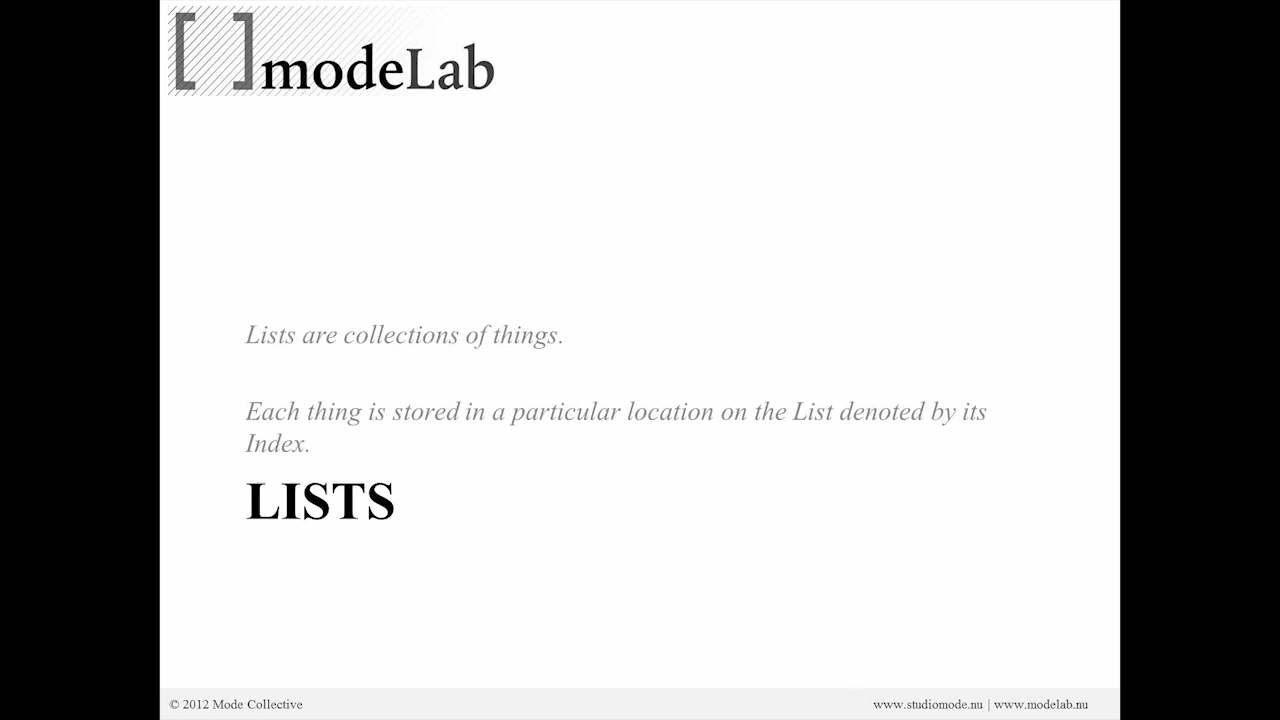 [ ] modeLab
Lists are collections of things.
Each thing is stored in a particular location on the List denoted by its
Index.
LISTS
© 2012 Mode Collective
www.studiomode.nu | www.modelab.nu